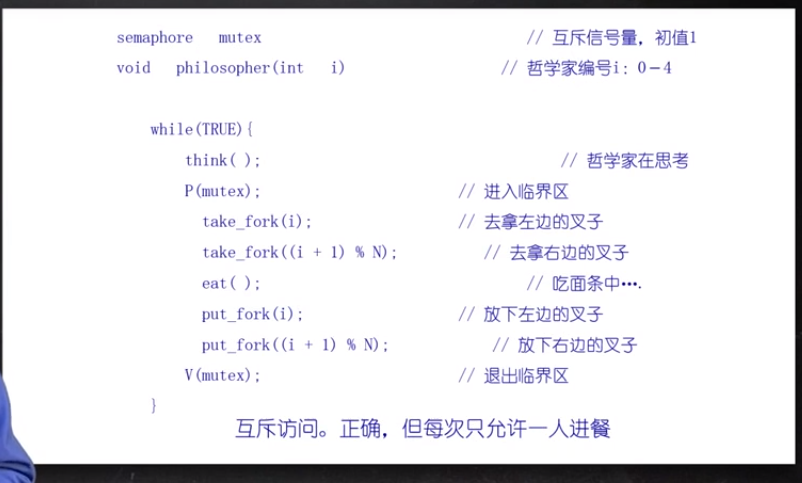 semaphore mutex // 互斥信号量，初值1
void philosopher(int i) // 哲学家编号i：0－4
while(TRUE){
think( ); // 哲学家在思考
P(mutex); // 进入临界区
take_fork(i); // 去拿左边的叉子
take_fork((i + 1) % N); // 去拿右边的叉子
eat( ); // 吃面条中….
put_fork(i); // 放下左边的叉子
put_fork((i + 1) % N); // 放下右边的叉子
V(mutex); // 退出临界区
}
互斥访问。正确，但每次只允许一人进餐